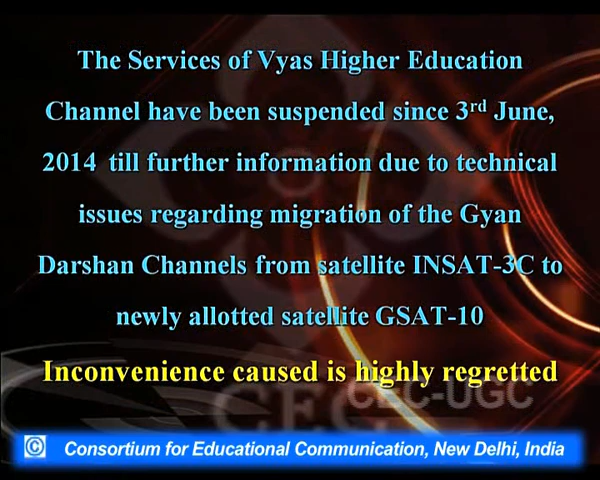 The Services of Vyas Higher Education
Channel have been suspended since 3rd June,
2014 till further information due to technical
issues regarding migration of the Gyan
Darshan Channels from satellite INSAT-3C to
newly allotted satellite GSAT-10
Inconvenience caused is highly regretted
CEC-UGC
CEC
© Consortium for Educational Communication, New Delhi, India